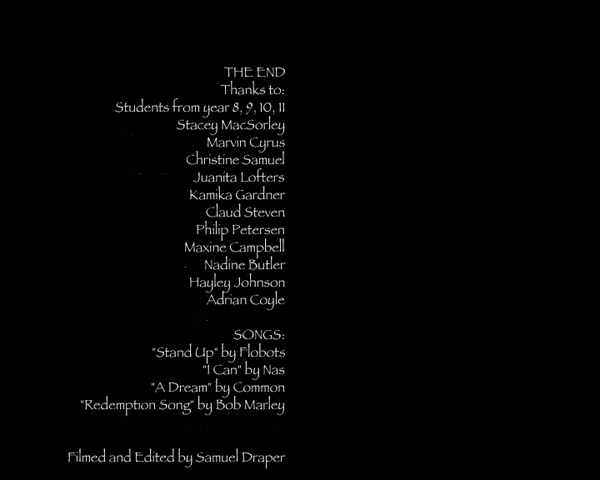 THE END
Thanks to:
Students from year 8, 9, 10, 11
Stacey MacSorley
Marvin Cyrus
Christine Samuel
Juanita Lofters
Kamika Gardner
Claud Steven
Philip Petersen
Maxine Campbell
Nadine Butler
Hayley Johnson
Adrian Coyle
SONGS:
"Stand Up" by Flobots
"I Can" by Nas
"A Dream" by Common
"Redemption Song" by Bob Marley
Filmed and Edited by Samuel Draper